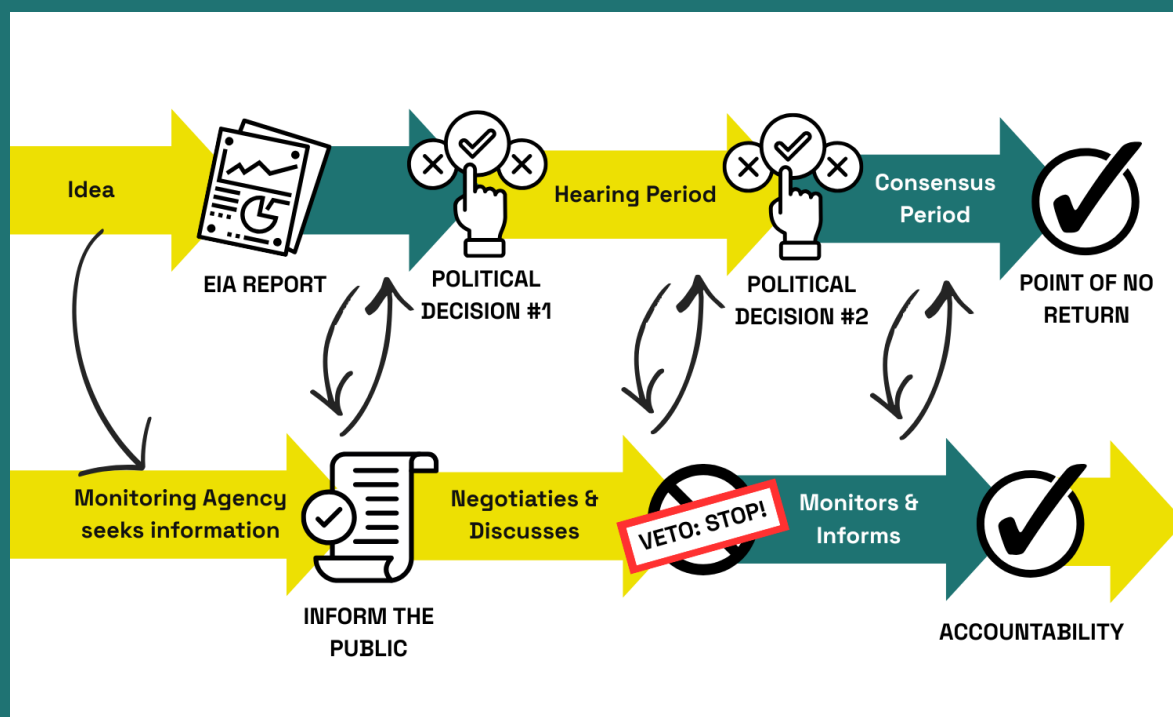 Idea
EIA REPORT
POLITICAL
DECISION #1
Hearing Period
POLITICAL
DECISION #2
Consensus
Period
POINT OF NO
RETURN
Monitoring Agency
seeks information
INFORM THE
PUBLIC
Negotiaties &
Discusses
VETO: STOP!
Monitors &
Informs
ACCOUNTABILITY